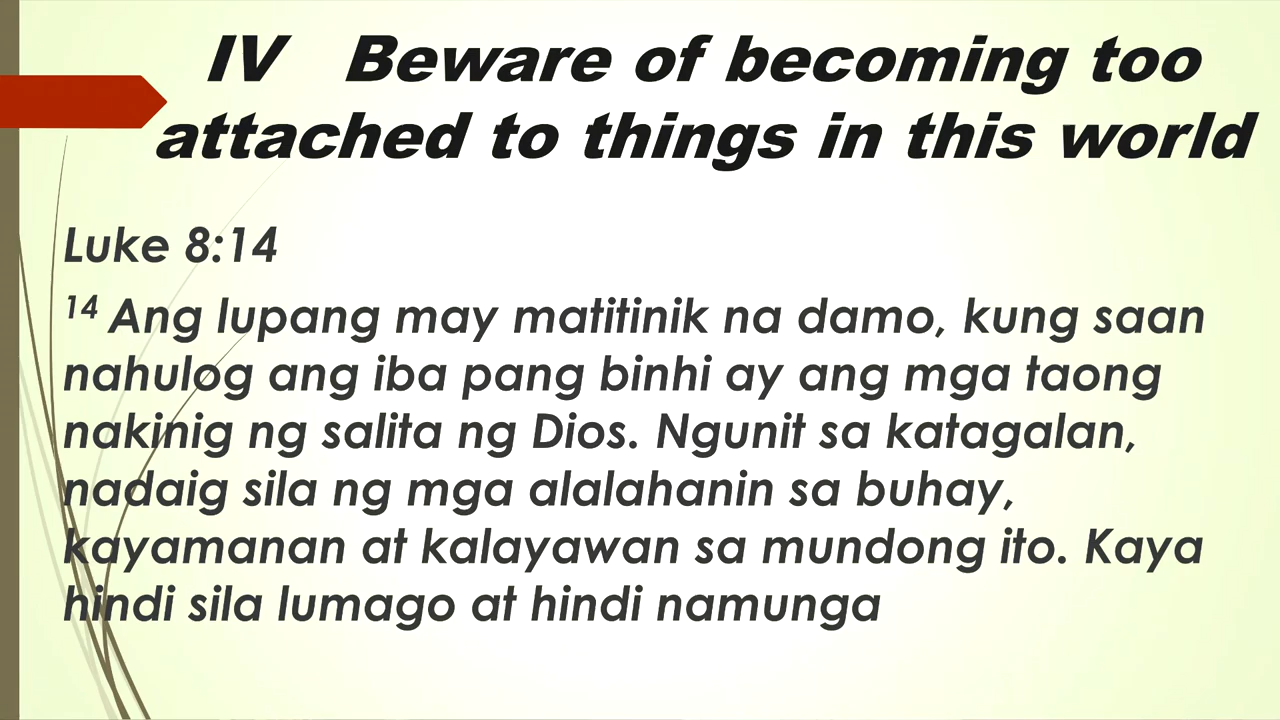 IV Beware of becoming too
attached to things in this world
Luke 8:14
14 Ang lupang may matitinik na damo, kung saan
nahulog ang iba pang binhi ay ang mga taong
nakinig ng salita ng Dios. Ngunit sa katagalan,
nadaig sila ng mga alalahanin sa buhay,
kayamanan at kalayawan sa mundong ito. Kaya
hindi sila lumago at hindi namunga